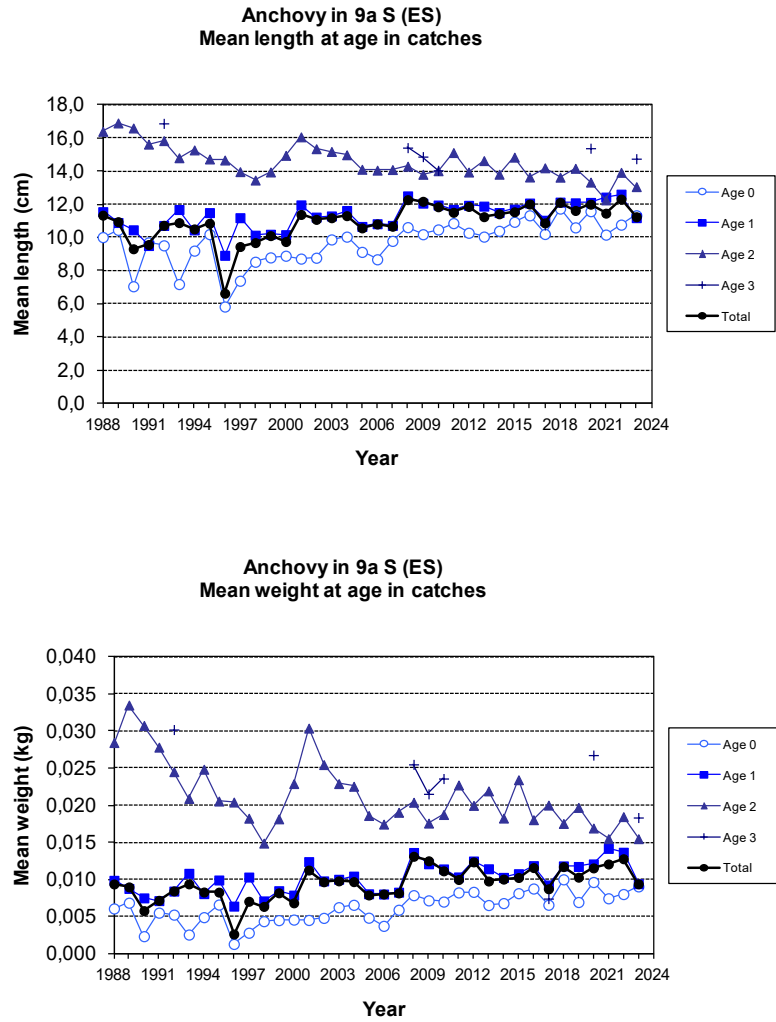 Anchovy in 9a S (ES)
Mean length at age in catches
18,0
16,0
14,0
12,0
10,0
8,0
6,0
4,0
2,0
0,0
Mean length (cm)
1988 1991 1994 1997 2000 2003 2006 2009 2012 2015 2018 2021 2024
Year
Age 0
Age 1
Age 2
Age 3
Total
Anchovy in 9a S (ES)
Mean weight at age in catches
0,040
0,035
0,030
0,025
0,020
0,015
0,010
0,005
0,000
Mean weight (kg)
1988 1991 1994 1997 2000 2003 2006 2009 2012 2015 2018 2021 2024
Year
Age 0
Age 1
Age 2
Age 3
Total